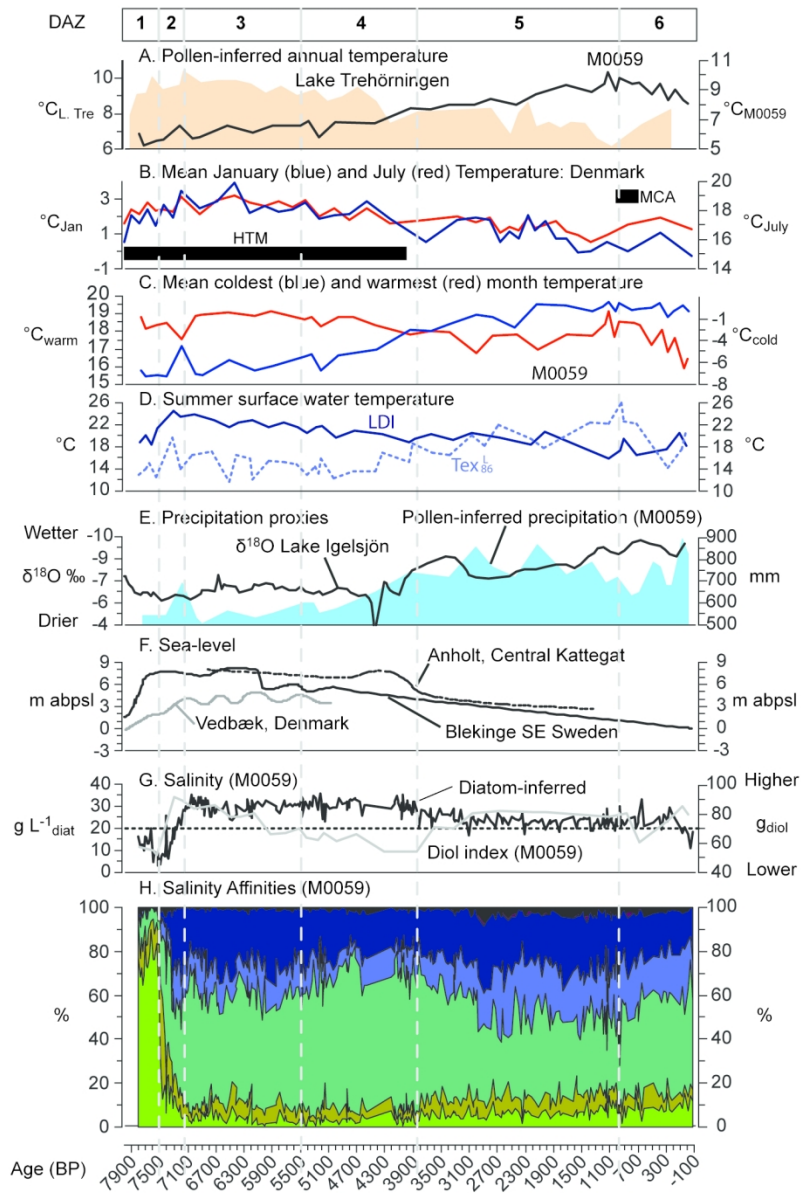 DAZ 1 2 3 4 5 6
A. Pollen-inferred annual temperature
M0059
Lake Trehörningen
°C L. Tre
10
8
6
11
9
7
5
°C M0059
B. Mean January (blue) and July (red) Temperature: Denmark
MCA
HTM
°C Jan
3
1
-1
20
18
16
14
°C July
C. Mean coldest (blue) and warmest (red) month temperature
M0059
°C warm
20
19
18
17
16
15
-1
-4
-6
-8
°C cold
D. Summer surface water temperature
LDI
Tex L 86
°C
26
22
18
14
10
26
22
18
14
10
°C
E. Precipitation proxies
Pollen-inferred precipitation (M0059)
δ18O Lake Igelsjön
Wetter
δ18O ‰
Drier
-10
-9
-7
-6
-4
900
800
700
600
500
mm
F. Sea-level
Anholt, Central Kattegat
Vedbæk, Denmark
Blekinge SE Sweden
m abpsl
9
6
3
0
-3
9
6
3
0
-3
m abpsl
G. Salinity (M0059)
Diatom-inferred
Diol index (M0059)
g L-1 diat
40
30
20
10
0
100
80
60
40
Higher
g diol
Lower
H. Salinity Affinities (M0059)
%
100
80
60
40
20
0
100
80
60
40
20
0
%
Age (BP)
7900 7500 7100 6700 6300 5900 5500 5100 4700 4300 3900 3500 3100 2700 2300 1900 1500 1100 700 300 -100